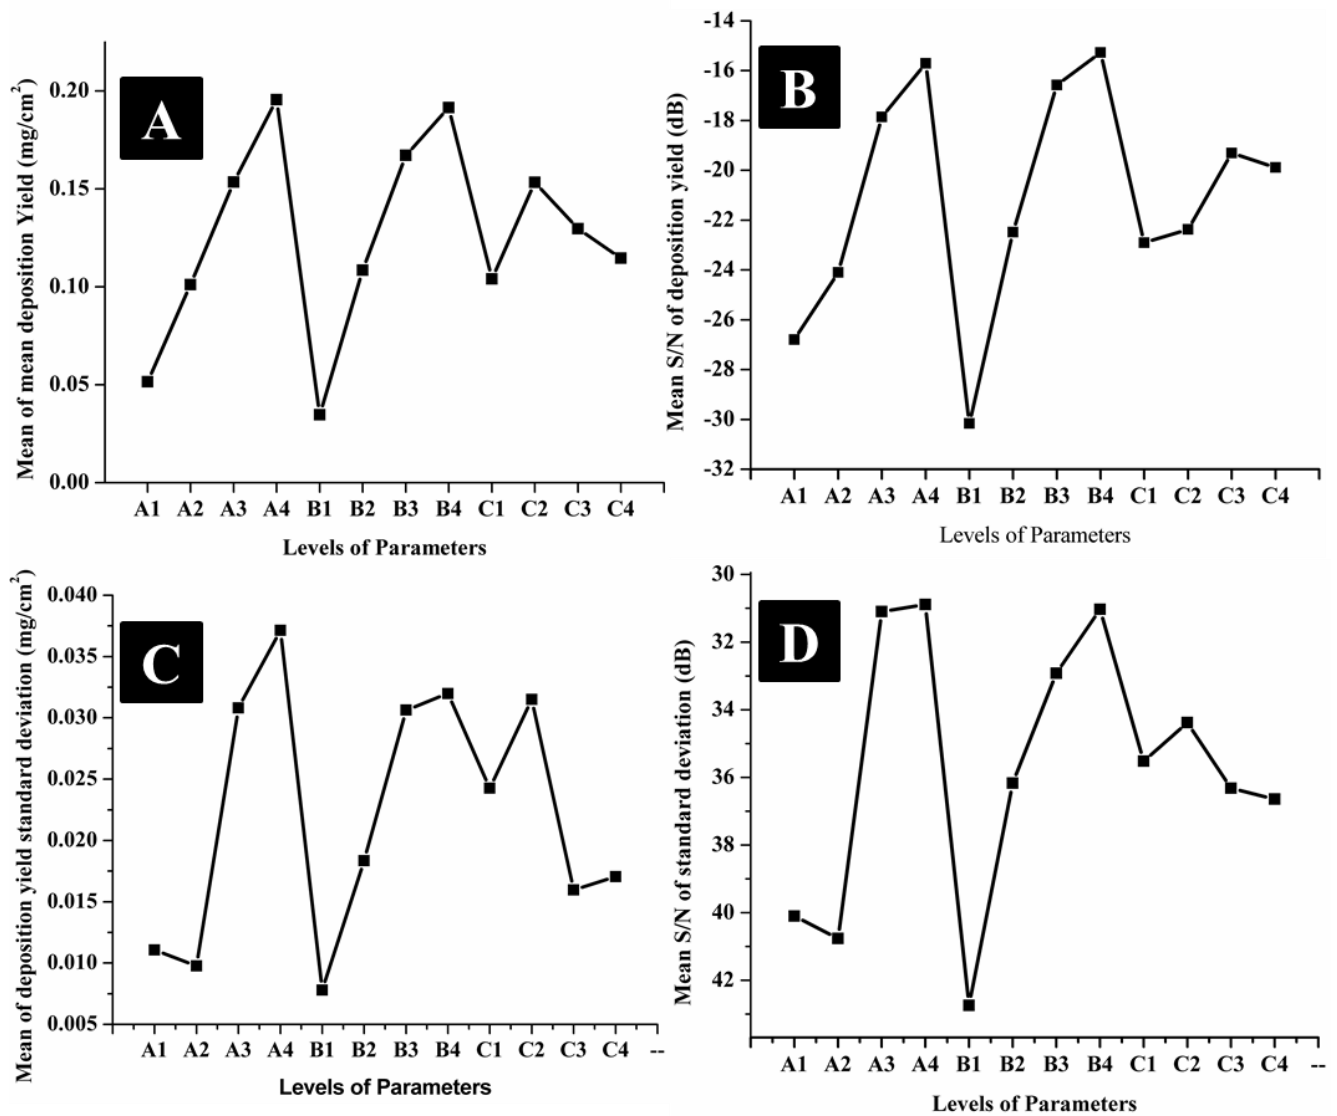 A
Mean of mean deposition Yield (mg/cm²)
0.20
0.15
0.10
0.05
0.00
A1 A2 A3 A4 B1 B2 B3 B4 C1 C2 C3 C4
Levels of Parameters
B
Mean S/N of deposition yield (dB)
-14
-16
-18
-20
-22
-24
-26
-28
-30
-32
A1 A2 A3 A4 B1 B2 B3 B4 C1 C2 C3 C4
Levels of Parameters
C
Mean of deposition yield standard deviation (mg/cm²)
0.040
0.035
0.030
0.025
0.020
0.015
0.010
0.005
A1 A2 A3 A4 B1 B2 B3 B4 C1 C2 C3 C4 --
Levels of Parameters
D
Mean S/N of standard deviation (dB)
30
32
34
36
38
40
42
A1 A2 A3 A4 B1 B2 B3 B4 C1 C2 C3 C4 --
Levels of Parameters